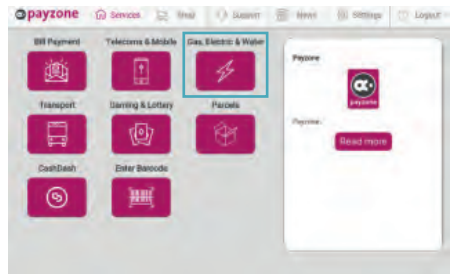 payzone Services Shop Support News Settings Logout
Bill Payment Telecoms & Mobile Gas, Electric & Water
Transport Gaming & Lottery Parcels
CashDash Enter Barcode
Payzone
payzone
Payzone
Read more